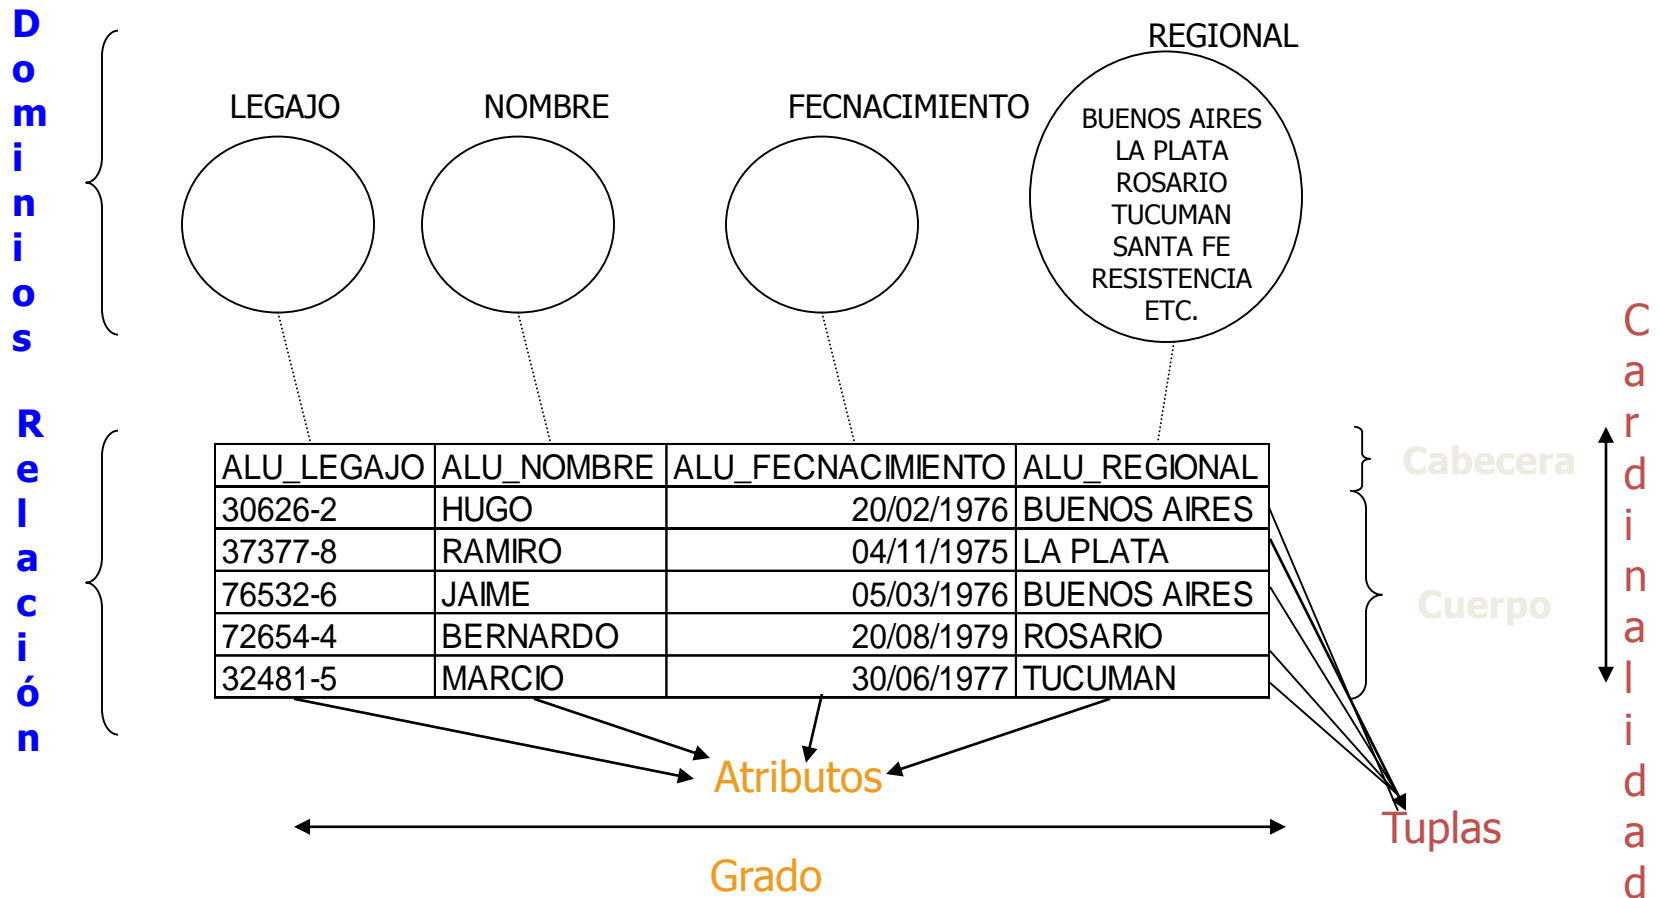 Dominios
REGIONAL
LEGAJO NOMBRE FECNACIMIENTO
BUENOS AIRES
LA PLATA
ROSARIO
TUCUMAN
SANTA FE
RESISTENCIA
ETC.
Relación
ALU_LEGAJO ALU_NOMBRE ALU_FECNACIMIENTO ALU_REGIONAL
30626-2 HUGO 20/02/1976 BUENOS AIRES
37377-8 RAMIRO 04/11/1975 LA PLATA
76532-6 JAIME 05/03/1976 BUENOS AIRES
72654-4 BERNARDO 20/08/1979 ROSARIO
32481-5 MARCIO 30/06/1977 TUCUMAN
Cabecera
Cuerpo
Cardinalidad
Atributos
Tuplas
Grado